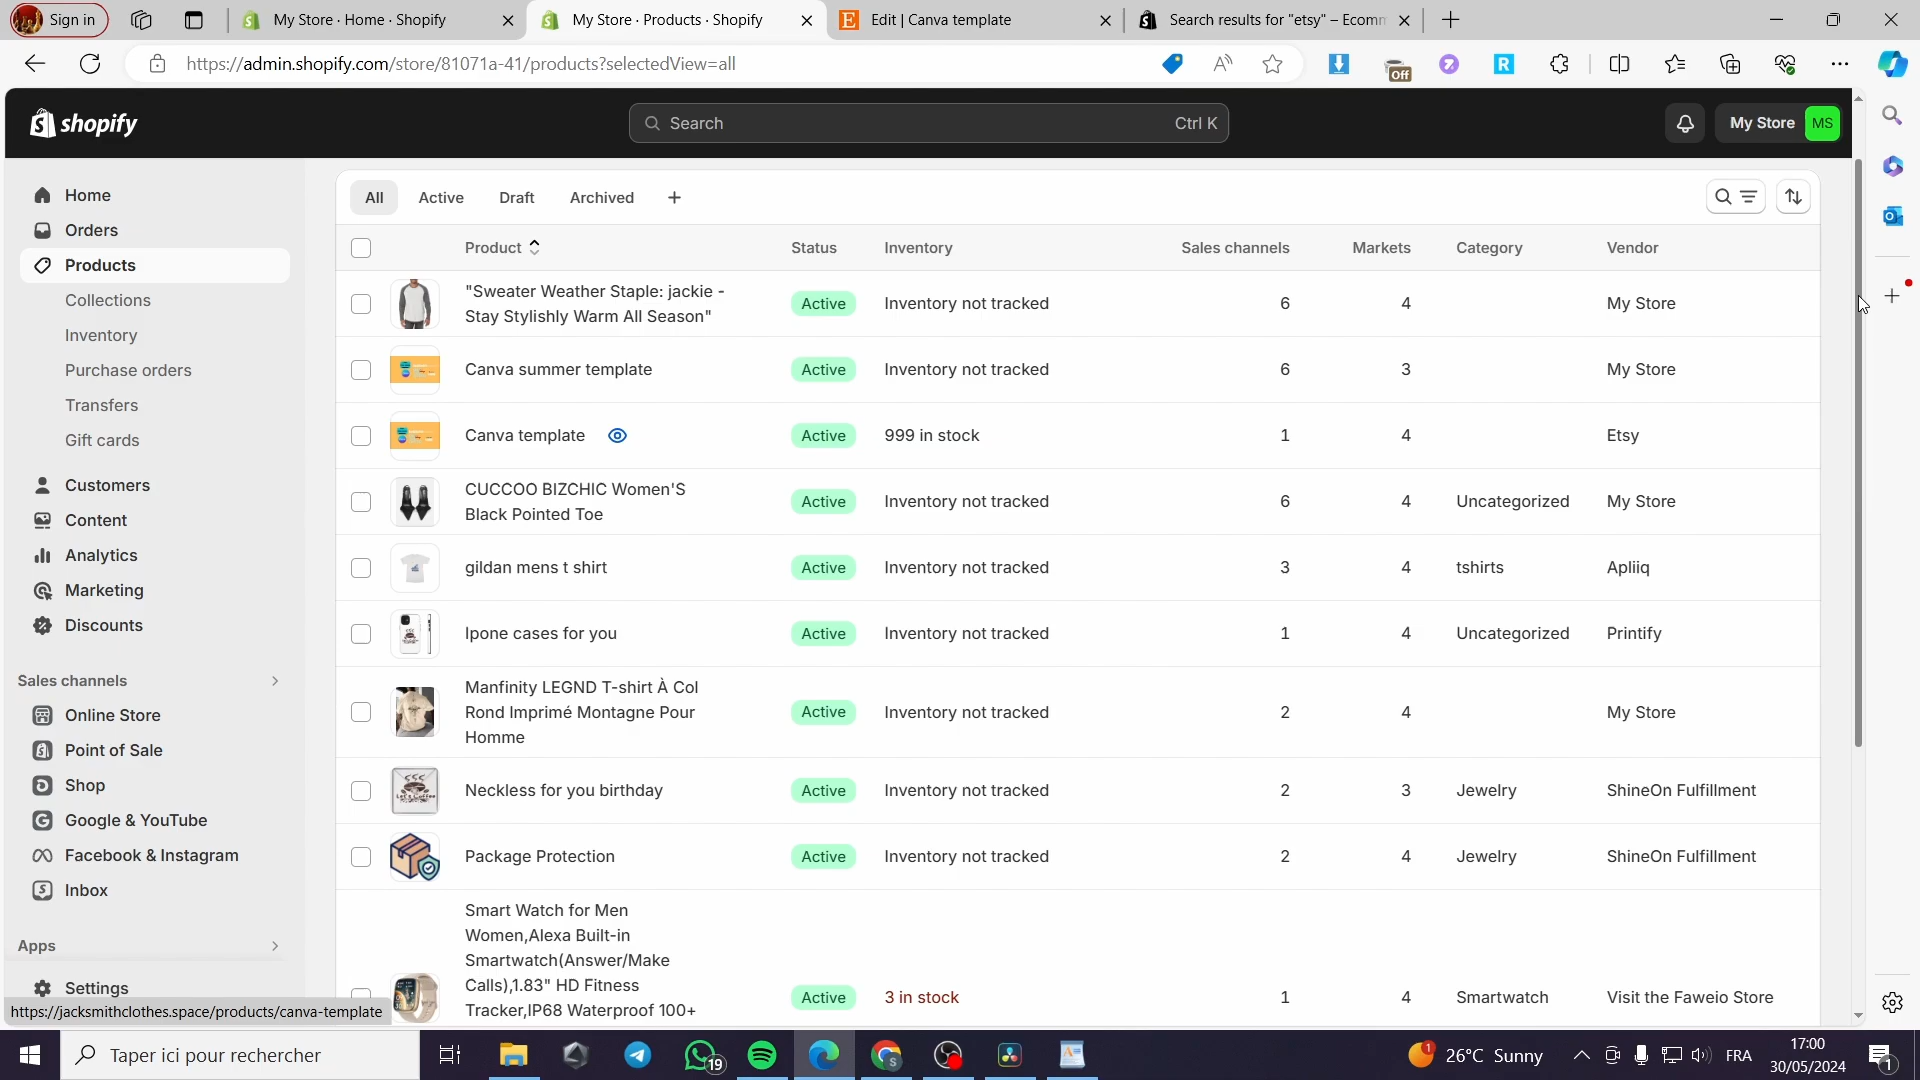 Sign in
My Store · Home · Shopify
My Store · Products · Shopify
Edit | Canva template
Search results for "etsy" – Ecomm
https://admin.shopify.com/store/81071a-41/products?selectedView=all
Off
shopify
Search
Ctrl K
My Store
MS
Home
Orders
Products
Collections
Inventory
Purchase orders
Transfers
Gift cards
Customers
Content
Analytics
Marketing
Discounts
Sales channels
Online Store
Point of Sale
Shop
Google & YouTube
Facebook & Instagram
Inbox
Apps
Settings
https://jacksmithclothes.space/products/canva-template
All
Active
Draft
Archived
Product
Status
Inventory
Sales channels
Markets
Category
Vendor
"Sweater Weather Staple: jackie -
Stay Stylishly Warm All Season"
Active
Inventory not tracked
6
4
My Store
Canva summer template
Active
Inventory not tracked
6
3
My Store
Canva template
Active
999 in stock
1
4
Etsy
CUCCOO BIZCHIC Women'S
Black Pointed Toe
Active
Inventory not tracked
6
4
Uncategorized
My Store
gildan mens t shirt
Active
Inventory not tracked
3
4
tshirts
Apliiq
Ipone cases for you
Active
Inventory not tracked
1
4
Uncategorized
Printify
Manfinity LEGND T-shirt À Col
Rond Imprimé Montagne Pour
Homme
Active
Inventory not tracked
2
4
My Store
Neckless for you birthday
Active
Inventory not tracked
2
3
Jewelry
ShineOn Fulfillment
Package Protection
Active
Inventory not tracked
2
4
Jewelry
ShineOn Fulfillment
Smart Watch for Men
Women,Alexa Built-in
Smartwatch(Answer/Make
Calls),1.83" HD Fitness
Tracker,IP68 Waterproof 100+
Active
3 in stock
1
4
Smartwatch
Visit the Faweio Store
Taper ici pour rechercher
19
1
26°C Sunny
FRA
17:00
30/05/2024
1